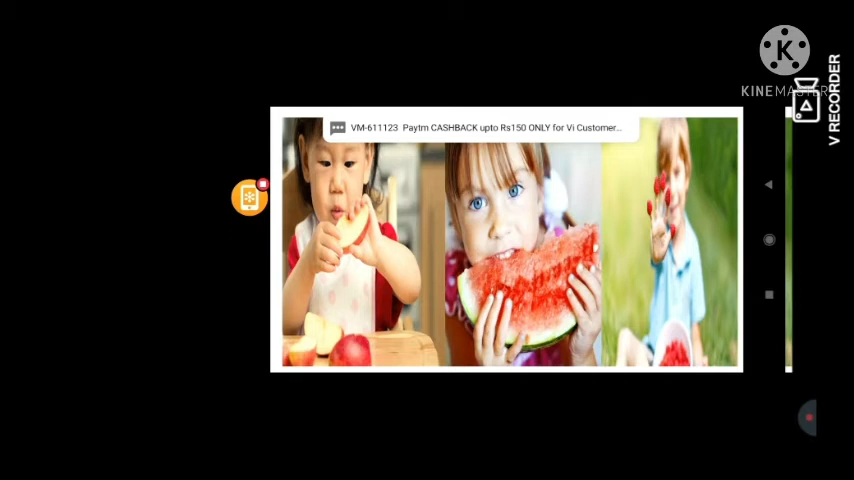 K
KINEMASTER
V RECORDER
VM-611123 Paytm CASHBACK upto Rs150 ONLY for Vi Customer...